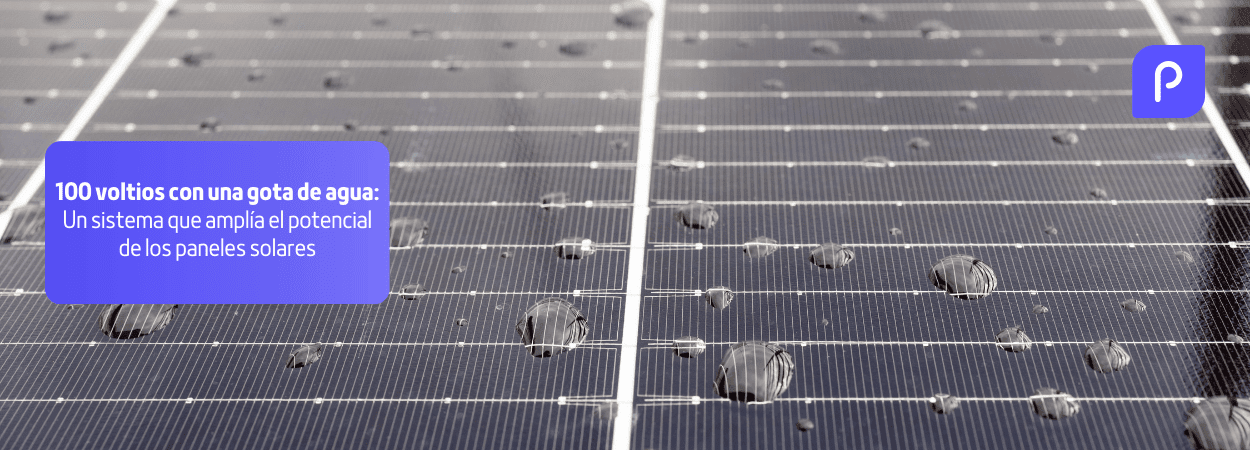 100 voltios con una gota de agua:
Un sistema que amplía el potencial
de los paneles solares
p